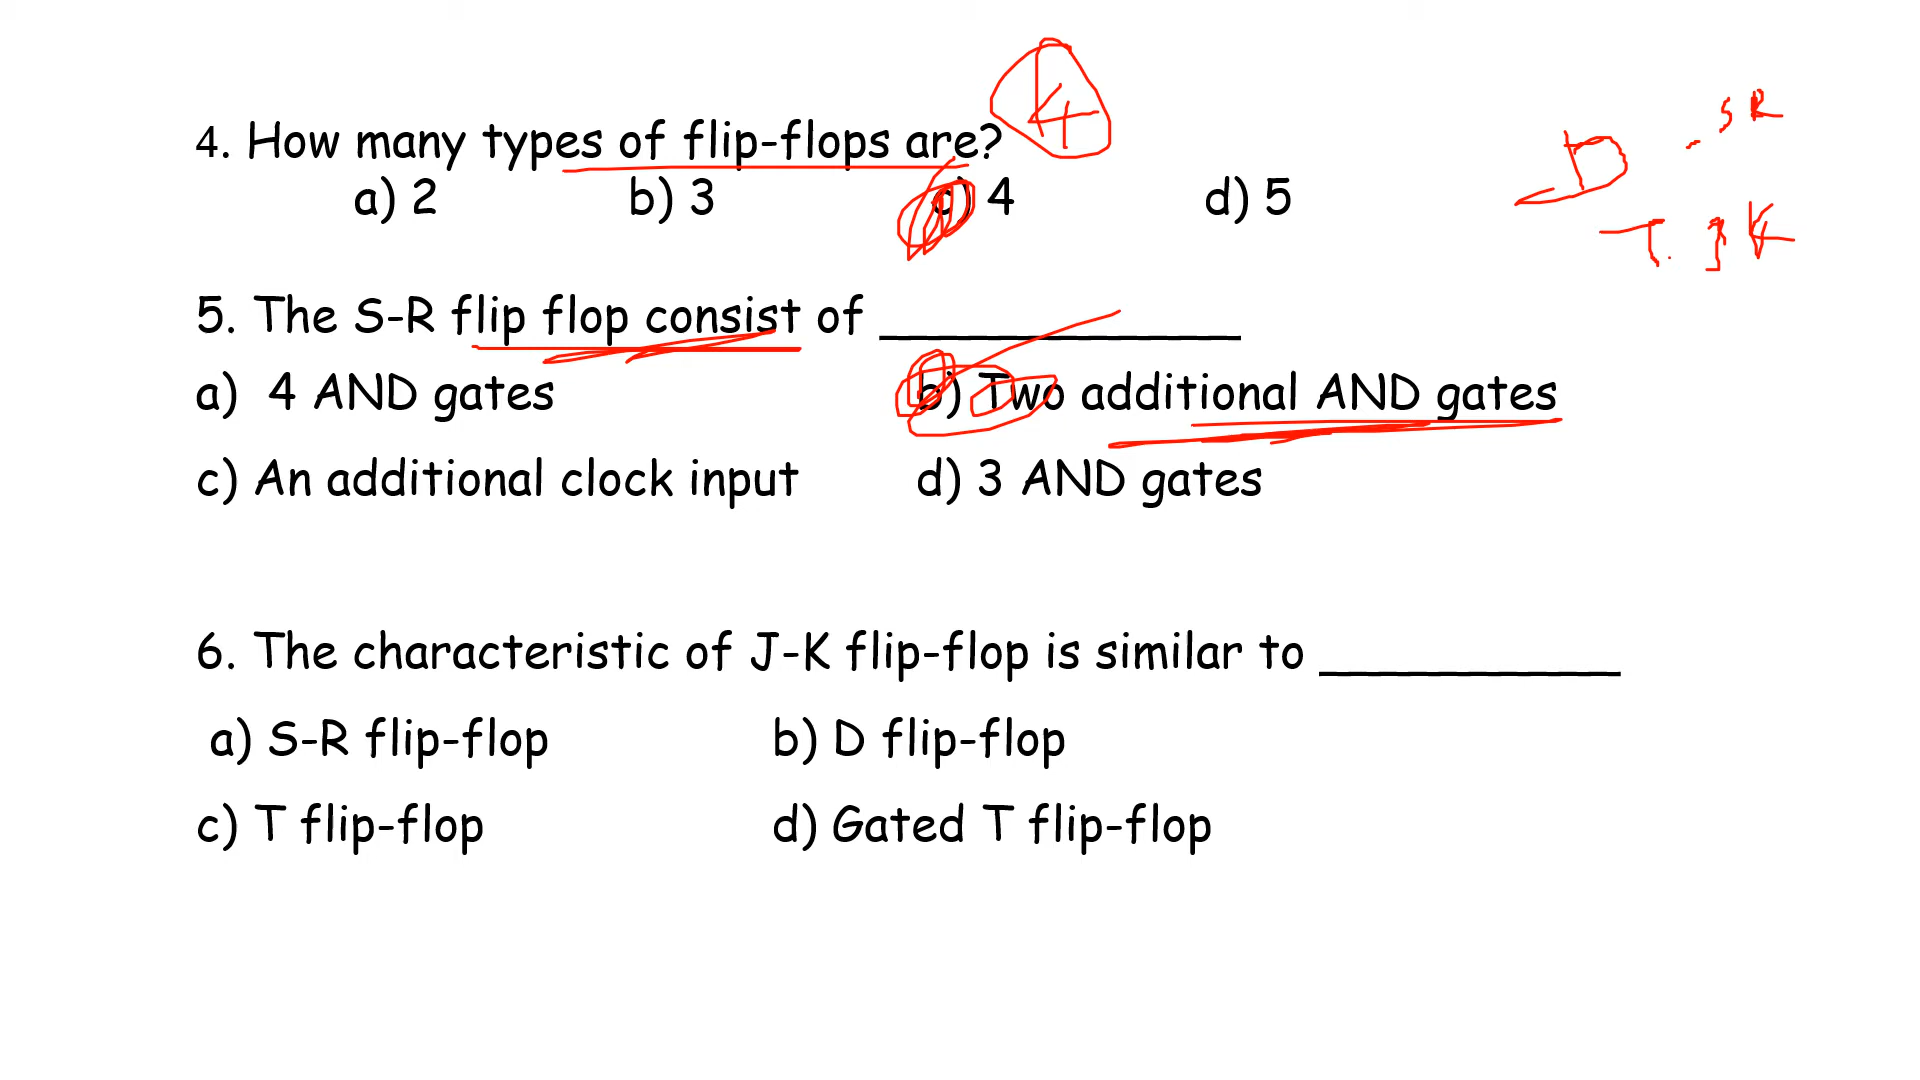 4
S R
D
4. How many types of flip-flops are?
a) 2 b) 3 c) 4 d) 5
T. J K
5. The S-R flip flop consist of ____________
a) 4 AND gates b) Two additional AND gates
c) An additional clock input d) 3 AND gates
6. The characteristic of J-K flip-flop is similar to __________
a) S-R flip-flop b) D flip-flop
c) T flip-flop d) Gated T flip-flop